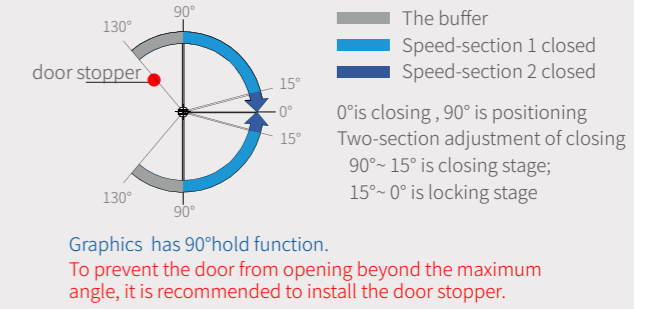 90°
130°
door stopper
15°
0°
15°
130°
90°
The buffer
Speed-section 1 closed
Speed-section 2 closed
0°is closing , 90° is positioning
Two-section adjustment of closing
90°~ 15° is closing stage;
15°~ 0° is locking stage
Graphics has 90°hold function.
To prevent the door from opening beyond the maximum
angle, it is recommended to install the door stopper.